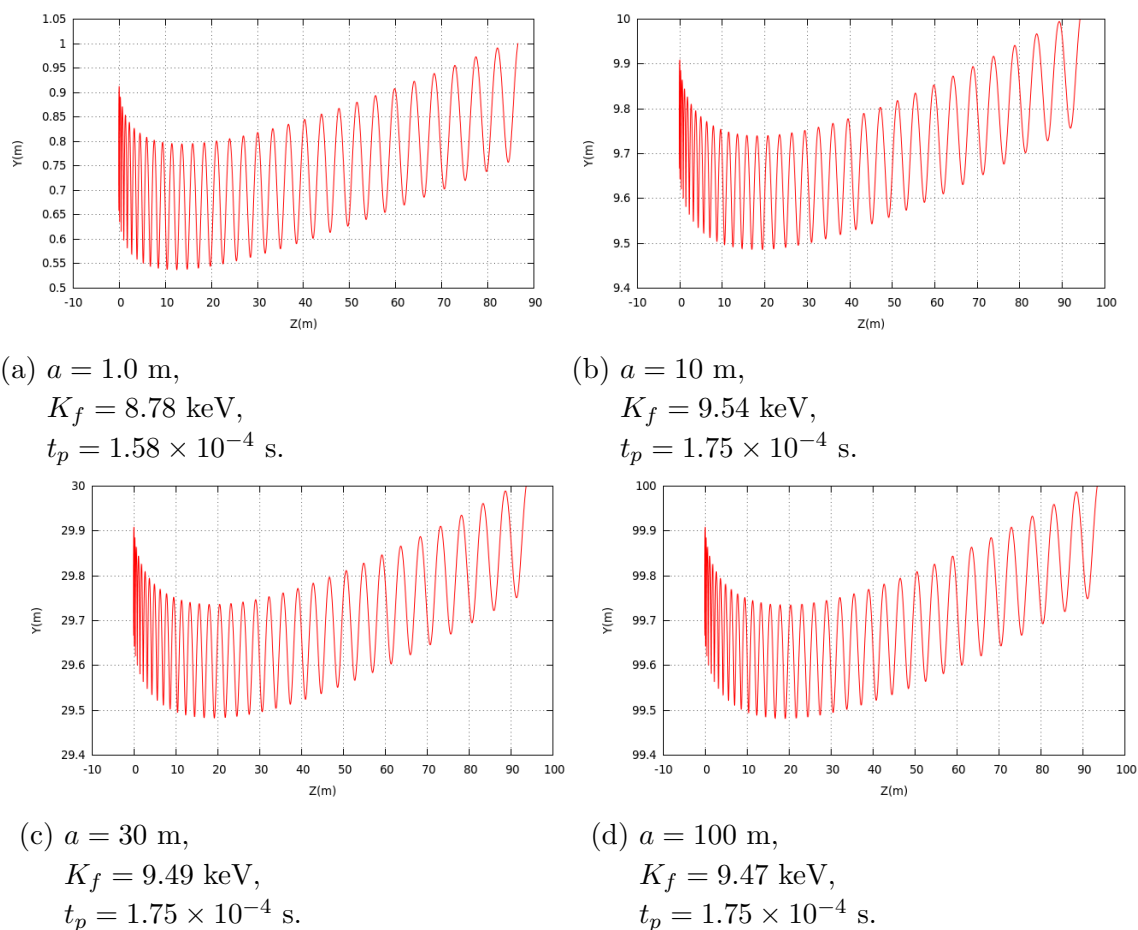 1.05
1
0.95
0.9
0.85
0.8
0.75
0.7
0.65
0.6
0.55
0.5
Y(m)
-10 0 10 20 30 40 50 60 70 80 90
Z(m)
10
9.9
9.8
9.7
9.6
9.5
9.4
Y(m)
-10 0 10 20 30 40 50 60 70 80 90 100
Z(m)
(a) a = 1.0 m,
K_f = 8.78 keV,
t_p = 1.58 × 10⁻⁴ s.
(b) a = 10 m,
K_f = 9.54 keV,
t_p = 1.75 × 10⁻⁴ s.
30
29.9
29.8
29.7
29.6
29.5
29.4
Y(m)
-10 0 10 20 30 40 50 60 70 80 90 100
Z(m)
100
99.9
99.8
99.7
99.6
99.5
99.4
Y(m)
-10 0 10 20 30 40 50 60 70 80 90 100
Z(m)
(c) a = 30 m,
K_f = 9.49 keV,
t_p = 1.75 × 10⁻⁴ s.
(d) a = 100 m,
K_f = 9.47 keV,
t_p = 1.75 × 10⁻⁴ s.